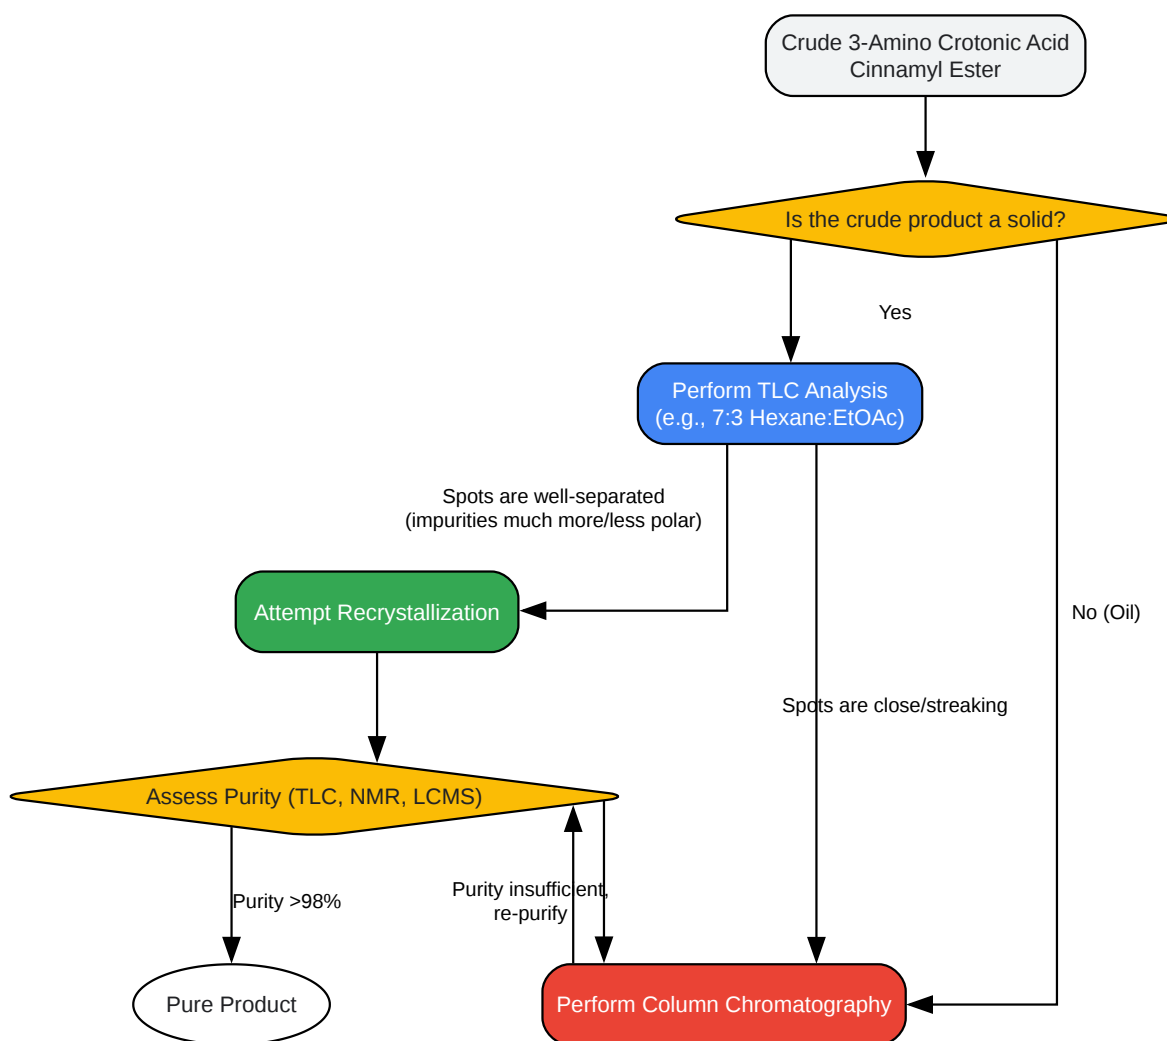 Crude 3-Amino Crotonic Acid
Cinnamyl Ester
Is the crude product a solid?
Yes
Perform TLC Analysis
(e.g., 7:3 Hexane:EtOAc)
Spots are well-separated
(impurities much more/less polar)
Attempt Recrystallization
No (Oil)
Spots are close/streaking
Assess Purity (TLC, NMR, LCMS)
Purity >98%
Purity insufficient,
re-purify
Pure Product
Perform Column Chromatography